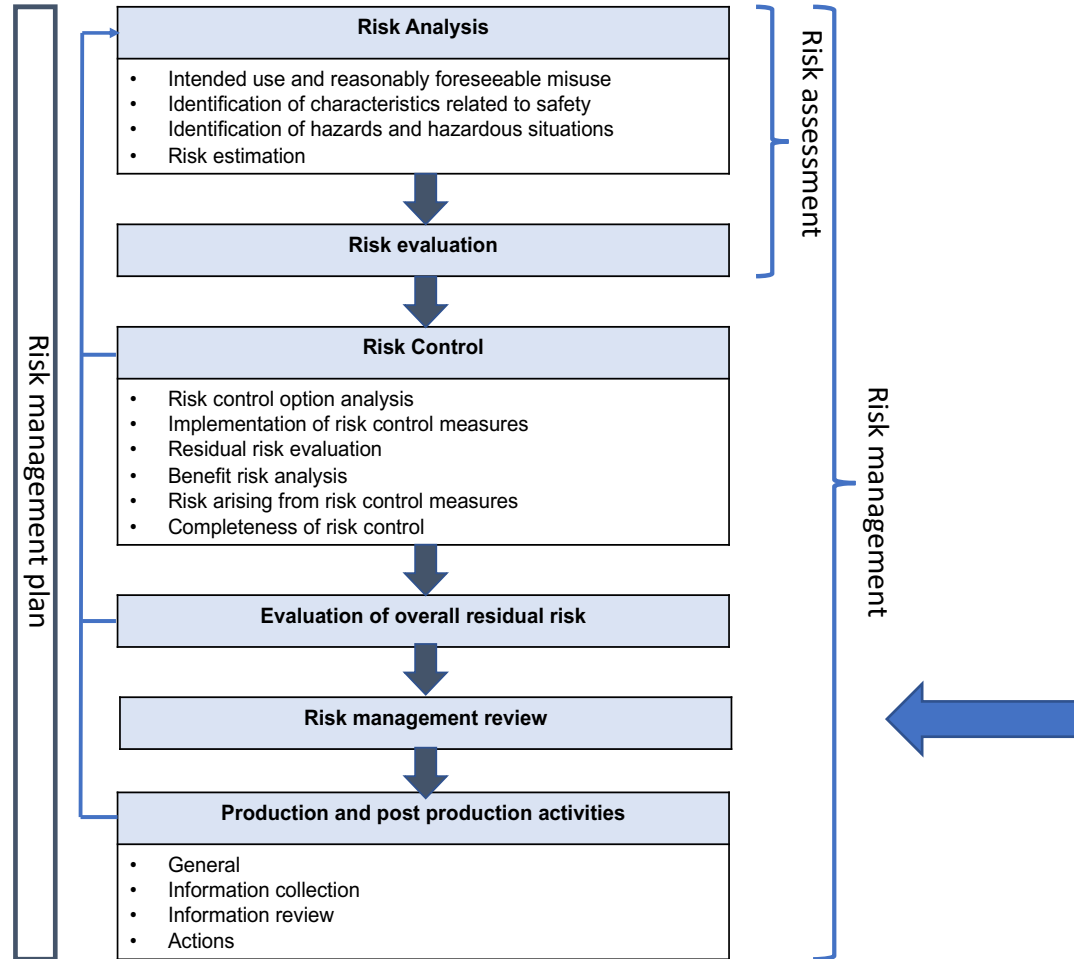 Risk Analysis
• Intended use and reasonably foreseeable misuse
• Identification of characteristics related to safety
• Identification of hazards and hazardous situations
• Risk estimation
Risk evaluation
Risk Control
• Risk control option analysis
• Implementation of risk control measures
• Residual risk evaluation
• Benefit risk analysis
• Risk arising from risk control measures
• Completeness of risk control
Evaluation of overall residual risk
Risk management review
Production and post production activities
• General
• Information collection
• Information review
• Actions
Risk management plan
Risk assessment
Risk management